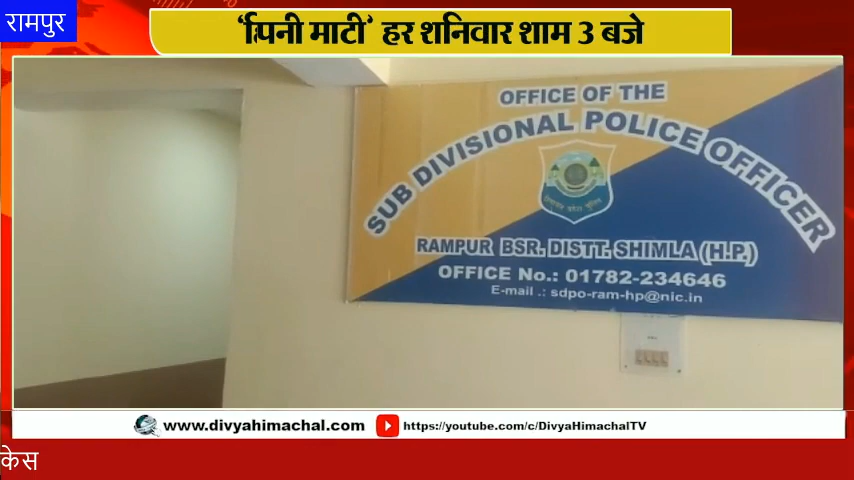 रामपुर
हर शनिवार शाम 3 बजे
OFFICE OF THE
SUB DIVISIONAL POLICE OFFICER
RAMPUR BSR. DISTT. SHIMLA (H.P.)
OFFICE No.: 01782-234646
E-mail .: sdpo-ram-hp@nic.in
www.divyahimachal.com
https://youtube.com/c/DivyaHimachalTV
केस